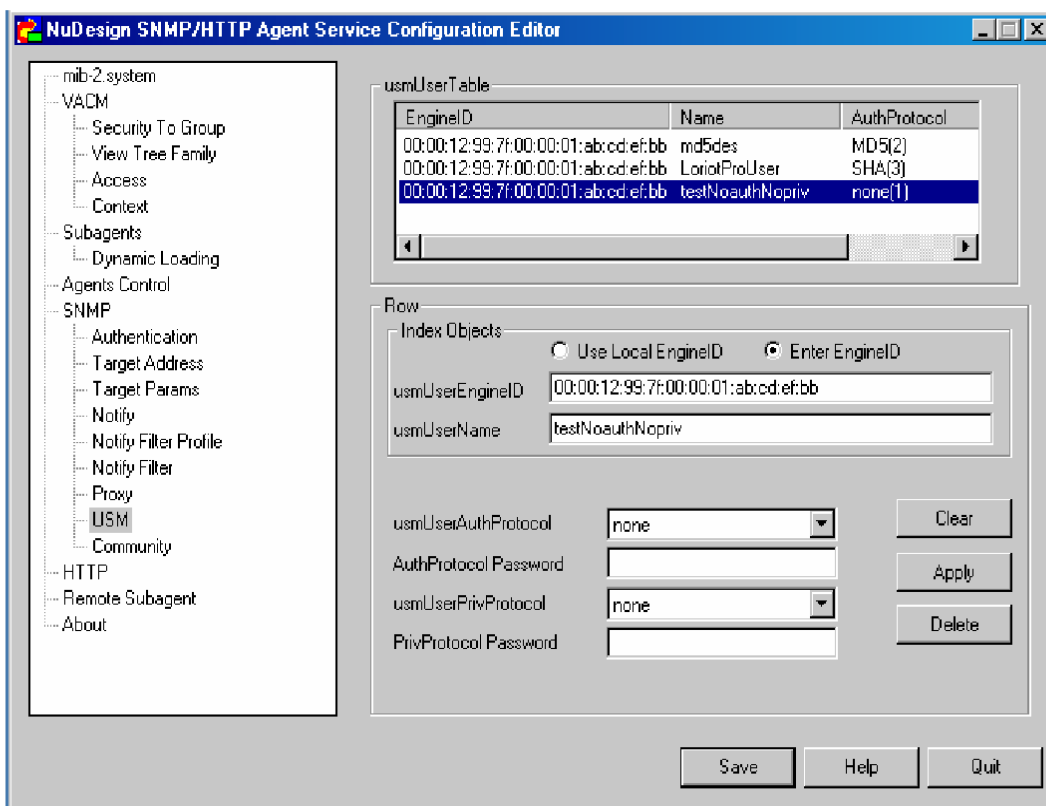 NuDesign SNMP/HTTP Agent Service Configuration Editor
mib-2.system
VACM
Security To Group
View Tree Family
Access
Context
Subagents
Dynamic Loading
Agents Control
SNMP
Authentication
Target Address
Target Params
Notify
Notify Filter Profile
Notify Filter
Proxy
USM
Community
HTTP
Remote Subagent
About
usmUserTable
EngineID Name AuthProtocol
00:00:12:99:7f:00:00:01:ab:cd:ef:bb md5des MD5(2)
00:00:12:99:7f:00:00:01:ab:cd:ef:bb LoriotProUser SHA(3)
00:00:12:99:7f:00:00:01:ab:cd:ef:bb testNoauthNopriv none(1)
Row
Index Objects
Use Local EngineID Enter EngineID
usmUserEngineID 00:00:12:99:7f:00:00:01:ab:cd:ef:bb
usmUserName testNoauthNopriv
usmUserAuthProtocol none Clear
AuthProtocol Password Apply
usmUserPrivProtocol none
PrivProtocol Password Delete
Save Help Quit